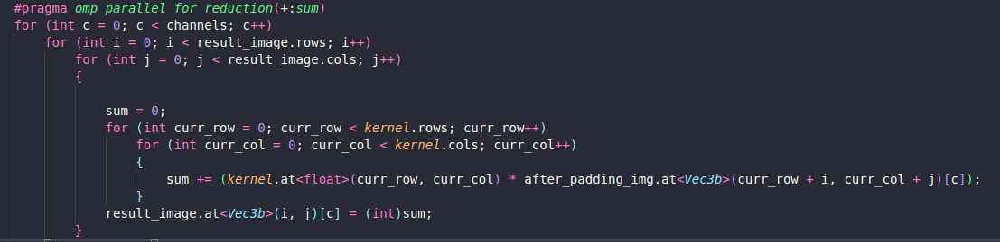 #pragma omp parallel for reduction(+:sum)
for (int c = 0; c < channels; c++)
for (int i = 0; i < result_image.rows; i++)
for (int j = 0; j < result_image.cols; j++)
{
sum = 0;
for (int curr_row = 0; curr_row < kernel.rows; curr_row++)
for (int curr_col = 0; curr_col < kernel.cols; curr_col++)
{
sum += (kernel.at<float>(curr_row, curr_col) * after_padding_img.at<Vec3b>(curr_row + i, curr_col + j)[c]);
}
result_image.at<Vec3b>(i, j)[c] = (int)sum;
}